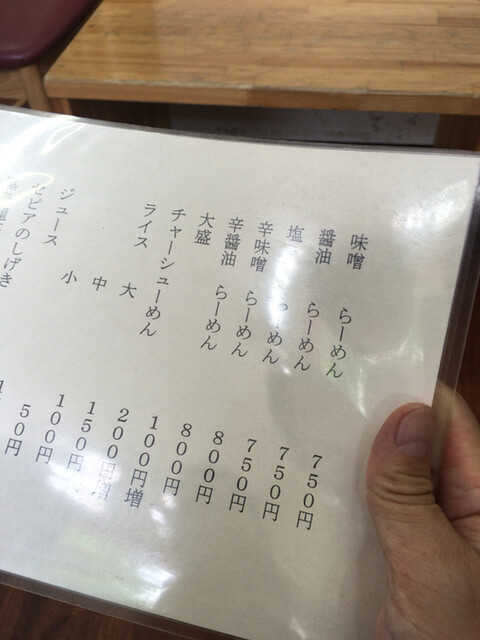 味噌 らーめん 750円
醤油 らーめん 750円
塩 らーめん 750円
辛味噌 らーめん 800円
辛醤油 らーめん 800円
大盛 100円増
チャーシューめん 200円増
ライス 大 150円
中 100円
小 50円
ジュース
セピアのしげき